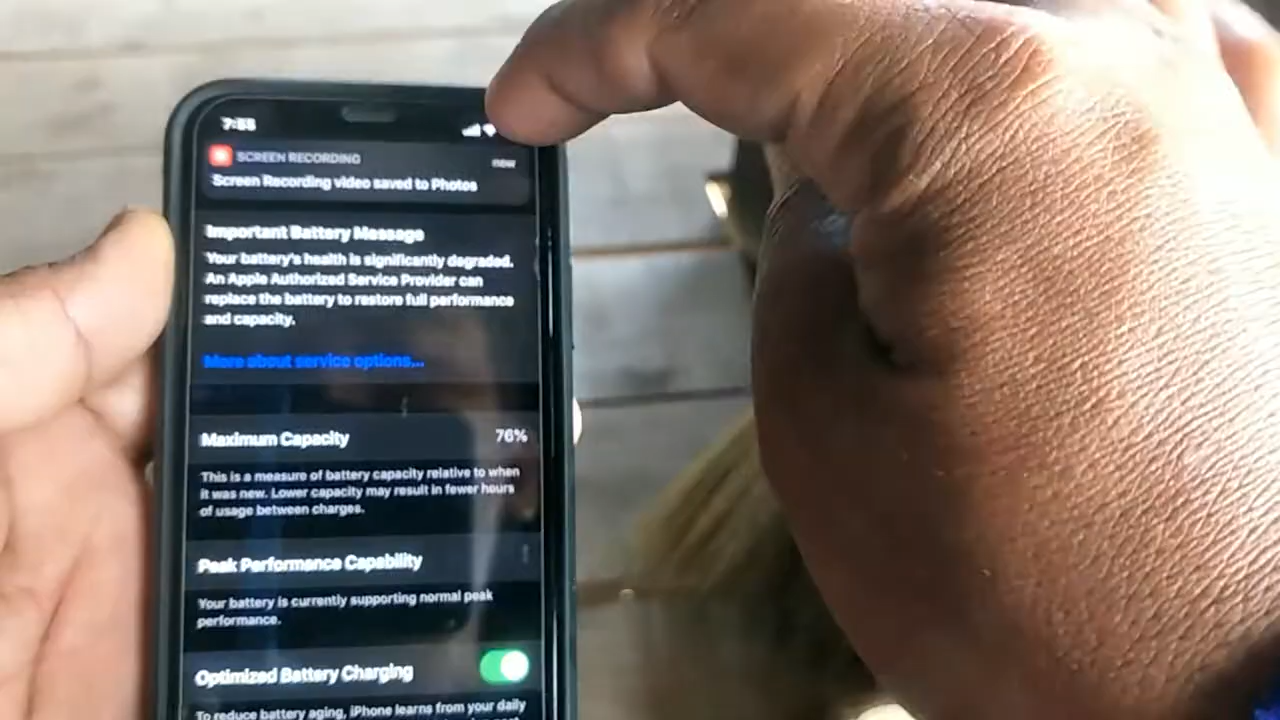 7:58
SCREEN RECORDING
now
Screen Recording video saved to Photos
Important Battery Message
Your battery's health is significantly degraded.
An Apple Authorized Service Provider can
replace the battery to restore full performance
and capacity.
More about service options...
Maximum Capacity
76%
This is a measure of battery capacity relative to when
it was new. Lower capacity may result in fewer hours
of usage between charges.
Peak Performance Capability
Your battery is currently supporting normal peak
performance.
Optimized Battery Charging
To reduce battery aging, iPhone learns from your daily